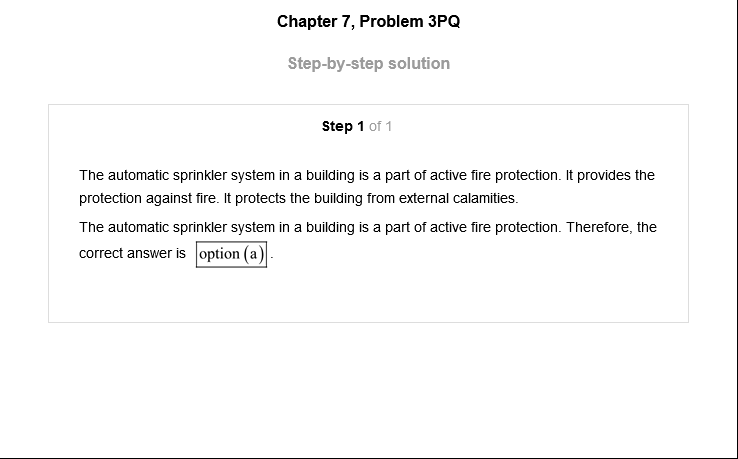 Chapter 7, Problem 3PQ
Step-by-step solution
Step 1 of 1
The automatic sprinkler system in a building is a part of active fire protection. It provides the
protection against fire. It protects the building from external calamities.
The automatic sprinkler system in a building is a part of active fire protection. Therefore, the
correct answer is option (a).